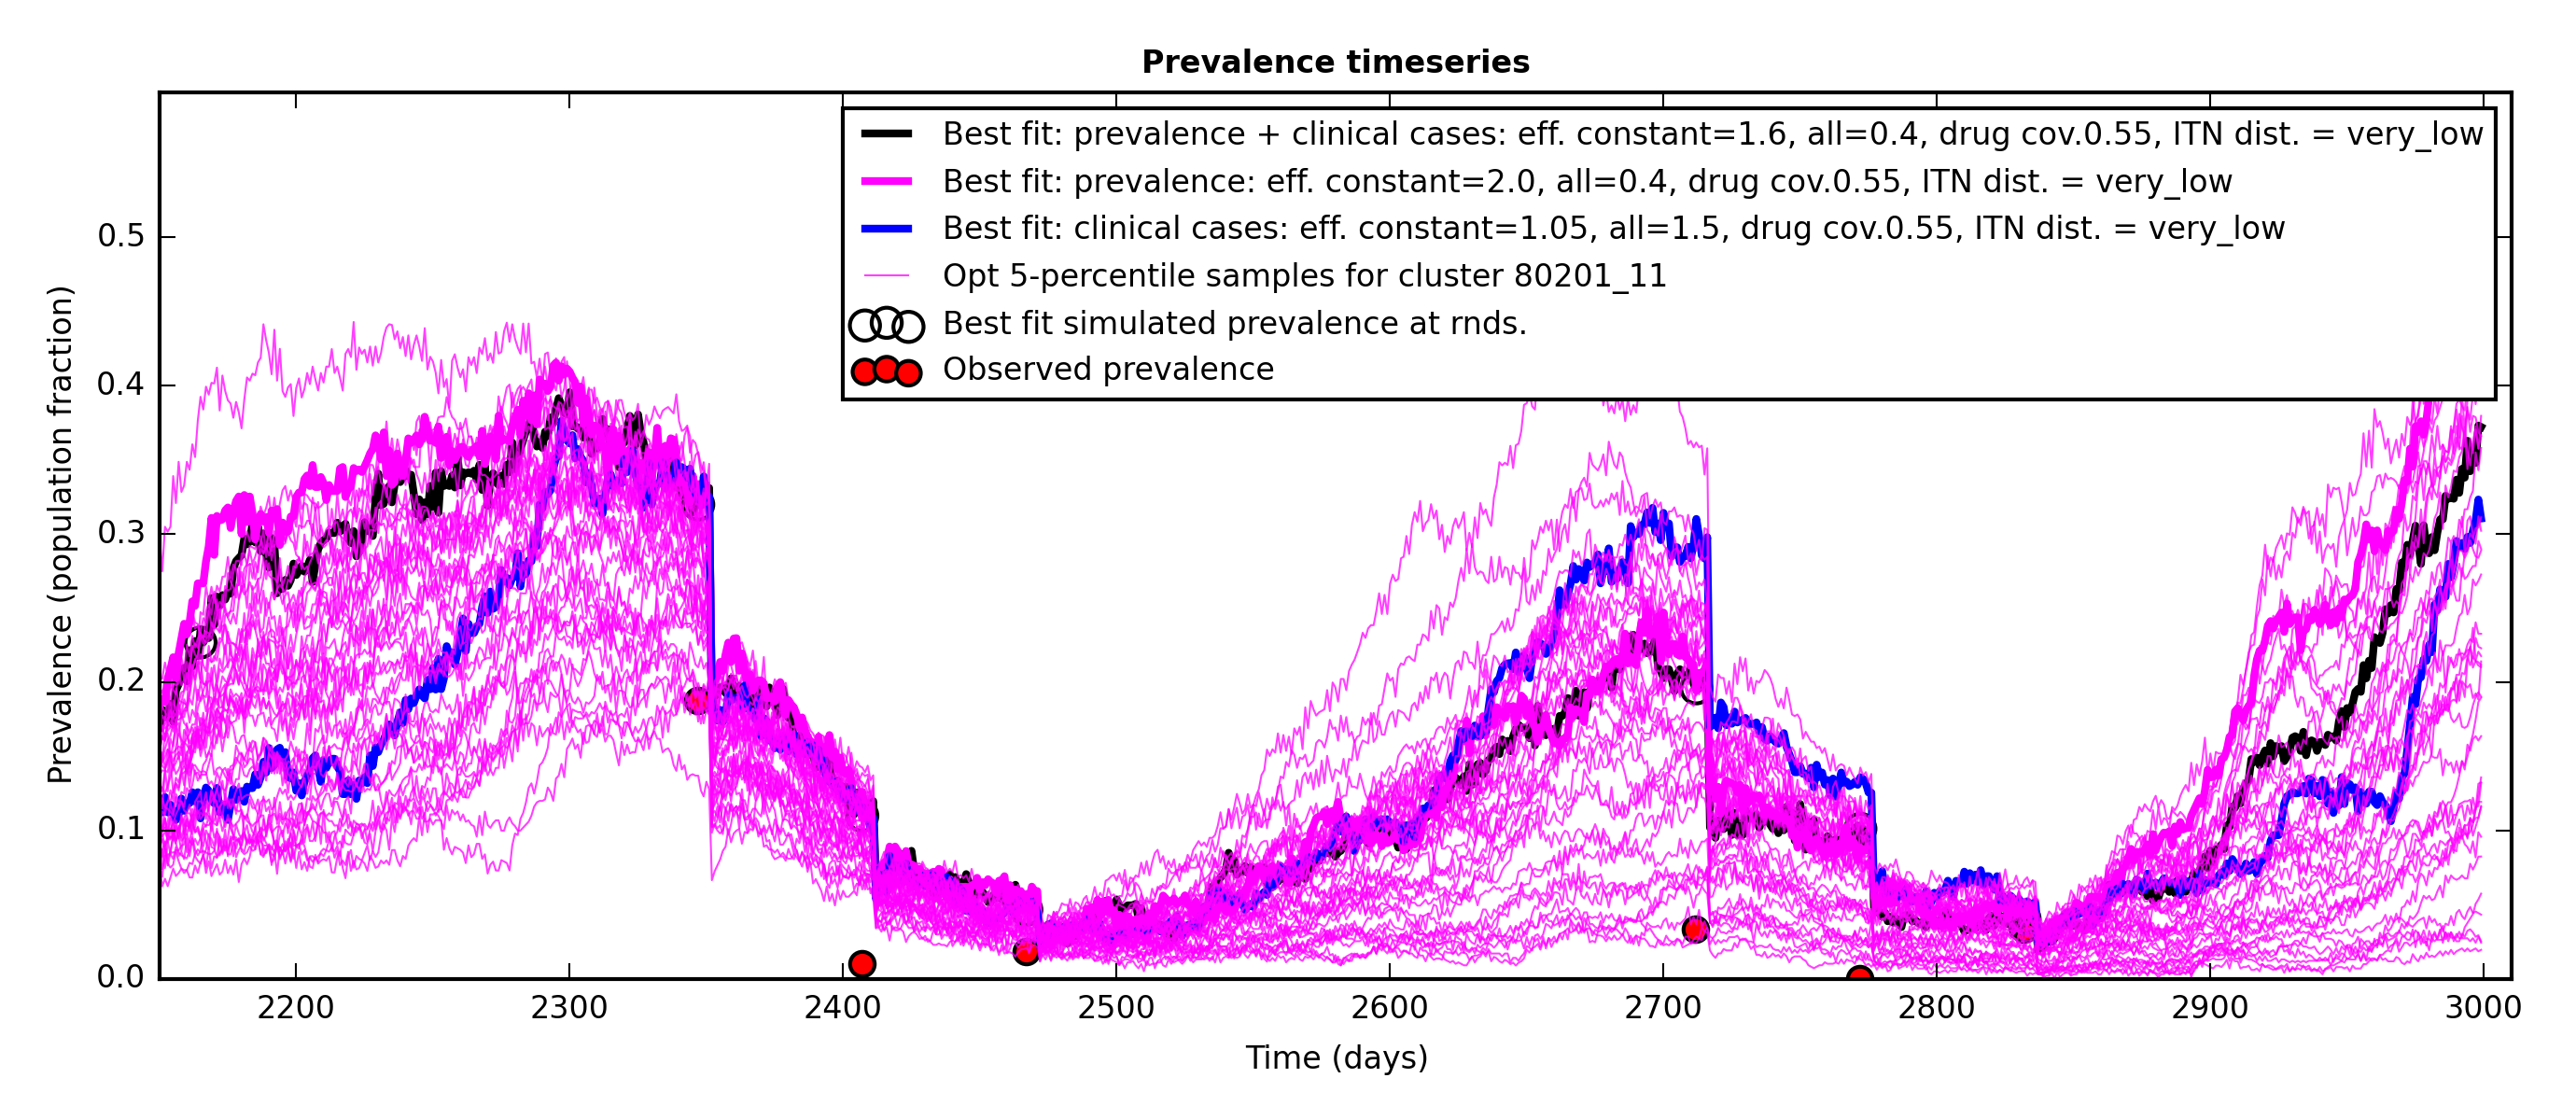 Prevalence timeseries
Best fit: prevalence + clinical cases: eff. constant=1.6, all=0.4, drug cov.0.55, ITN dist. = very_low
Best fit: prevalence: eff. constant=2.0, all=0.4, drug cov.0.55, ITN dist. = very_low
Best fit: clinical cases: eff. constant=1.05, all=1.5, drug cov.0.55, ITN dist. = very_low
Opt 5-percentile samples for cluster 80201_11
Best fit simulated prevalence at rnds.
Observed prevalence
Prevalence (population fraction)
0.5
0.4
0.3
0.2
0.1
0.0
2200 2300 2400 2500 2600 2700 2800 2900 3000
Time (days)